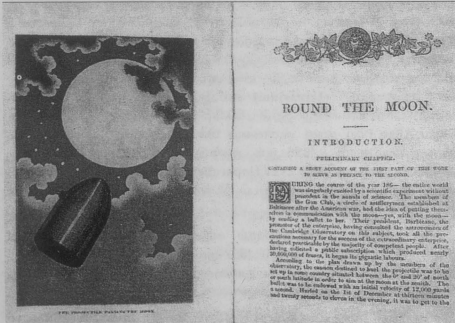 THE PROJECTILE TOWARDS THE MOON
ROUND THE MOON.
INTRODUCTION.
PRELIMINARY CHAPTER.
CONTAINING A SHORT ACCOUNT OF THE FIRST PART OF THIS WORK
TO SERVE AS PREFACE TO THE SECOND.
DURING the course of the year 186— the entire world
was singularly excited by a scientific experiment without
precedent in the annals of science. The members of
the Gun Club, a circle of artillerymen established at
Baltimore after the American war, had the idea of putting them-
selves in communication with the moon—yes, with the moon—
by sending a bullet to her. Their president, Barbicane, the
promoter of the enterprise, having consulted the astronomers of
the Cambridge Observatory on this subject, took all the pre-
cautions necessary for the success of the extraordinary enterprise,
declared practicable by the majority of competent people. After
having solicited a public subscription which produced nearly
30,000,000 of francs, it began its gigantic labours.
According to the plan drawn up by the members of the
observatory, the cannon destined to hurl the projectile was to be
set up in some country situated between the 0° and 28° of north
or south latitude in order to aim at the moon at the zenith. The
bullet was to be endowed with an initial velocity of 12,000 yards
a second. Hurled on the 1st of December at thirteen minutes
and twenty seconds to eleven in the evening, it was to get to the